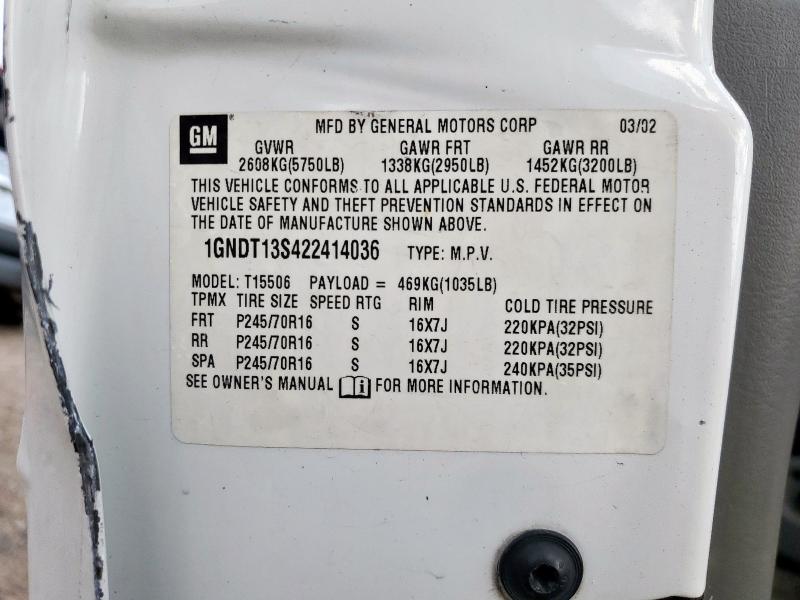 GM ® MFD BY GENERAL MOTORS CORP 03/02
GVWR GAWR FRT GAWR RR
2608KG(5750LB) 1338KG(2950LB) 1452KG(3200LB)
THIS VEHICLE CONFORMS TO ALL APPLICABLE U.S. FEDERAL MOTOR
VEHICLE SAFETY AND THEFT PREVENTION STANDARDS IN EFFECT ON
THE DATE OF MANUFACTURE SHOWN ABOVE.
1GNDT13S422414036 TYPE: M.P.V.
MODEL: T15506 PAYLOAD = 469KG(1035LB)
TPMX TIRE SIZE SPEED RTG RIM COLD TIRE PRESSURE
FRT P245/70R16 S 16X7J 220KPA(32PSI)
RR P245/70R16 S 16X7J 220KPA(32PSI)
SPA P245/70R16 S 16X7J 240KPA(35PSI)
SEE OWNER'S MANUAL FOR MORE INFORMATION.